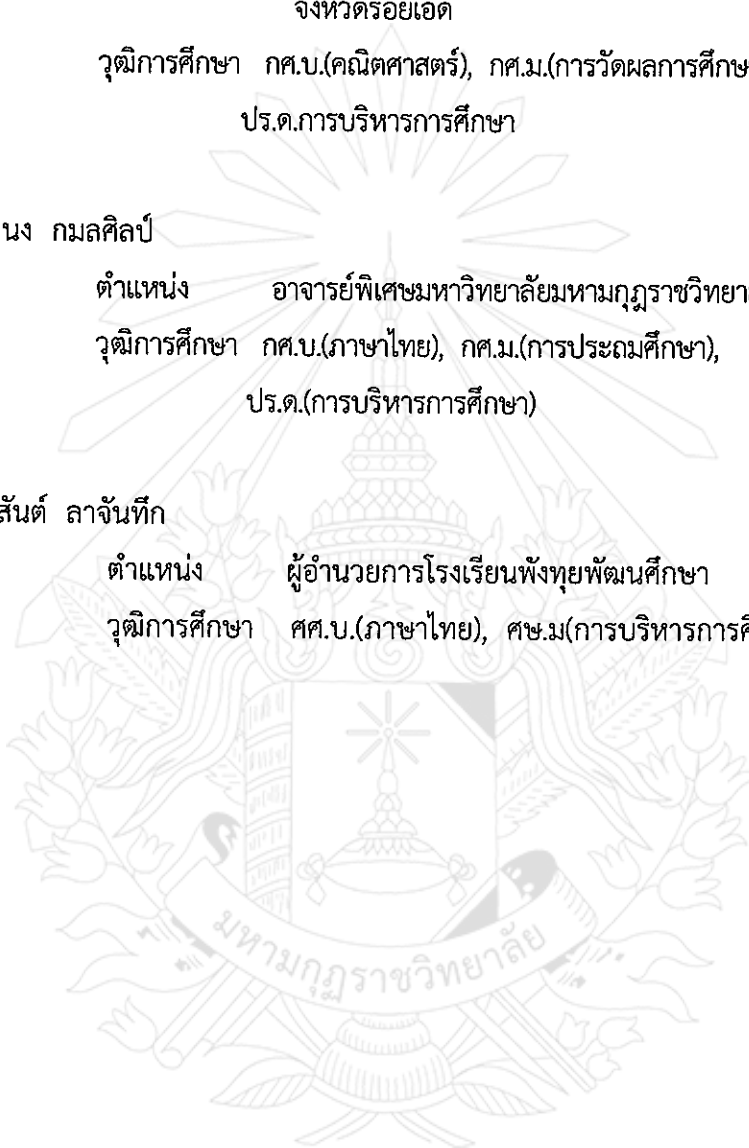 จังหวัดร้อยเอ็ด
วุฒิการศึกษา กศ.บ.(คณิตศาสตร์), กศ.ม.(การวัดผลการศึกษ
ปร.ด.การบริหารการศึกษา
นง กมลศิลป์
ตำแหน่ง อาจารย์พิเศษมหาวิทยาลัยมหามกุฏราชวิทยา
วุฒิการศึกษา กศ.บ.(ภาษาไทย), กศ.ม.(การประถมศึกษา),
ปร.ด.(การบริหารการศึกษา)
สันต์ ลาจันทึก
ตำแหน่ง ผู้อำนวยการโรงเรียนพังทุยพัฒนศึกษา
วุฒิการศึกษา ศศ.บ.(ภาษาไทย), ศษ.ม(การบริหารการศึ
มหามกุฏราชวิทยาลัย